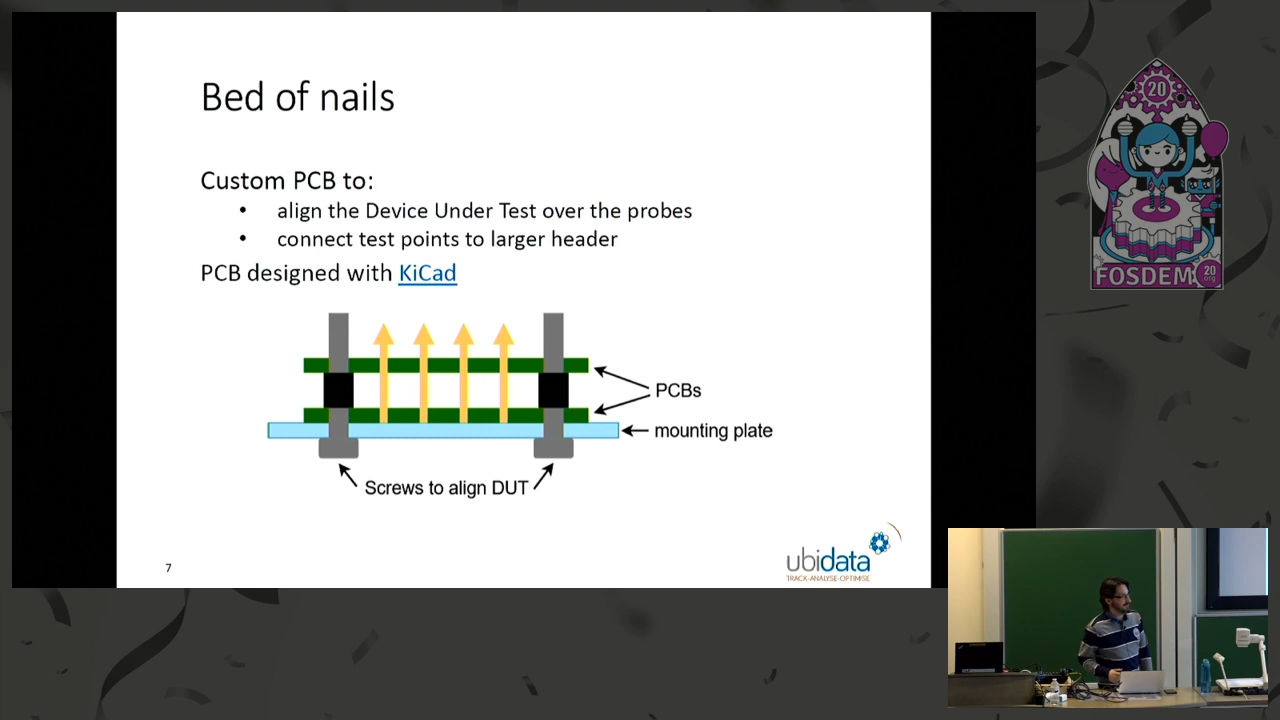 Bed of nails
Custom PCB to:
• align the Device Under Test over the probes
• connect test points to larger header
PCB designed with KiCad
PCBs
mounting plate
Screws to align DUT
7
ubidata
TRACK-ANALYSE-OPTIMISE
20
FOSDEM
20
.org